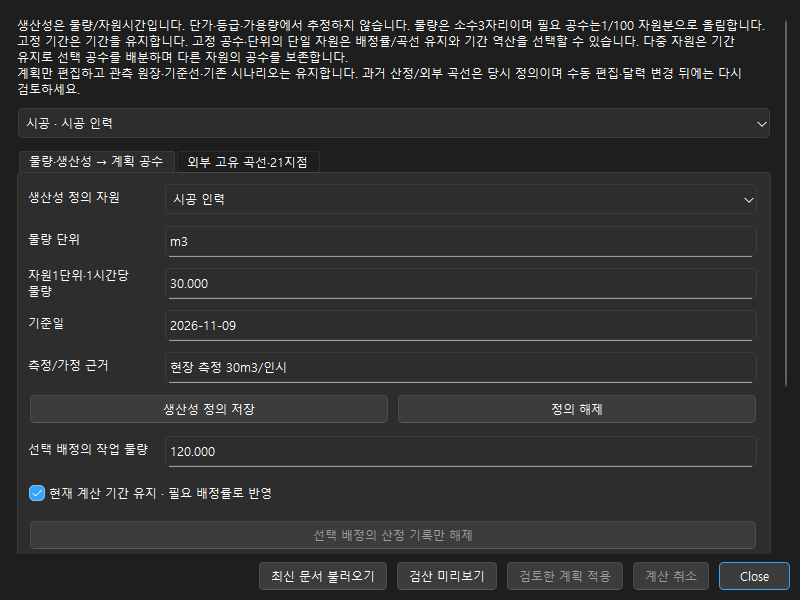 생산성은 물량/자원시간입니다. 단가·등급·가용량에서 추정하지 않습니다. 물량은 소수3자리이며 필요 공수는1/100 자원분으로 올림합니다.
고정 기간은 기간을 유지합니다. 고정 공수·단위의 단일 자원은 배정률/곡선 유지와 기간 역산을 선택할 수 있습니다. 다중 자원은 기간
유지로 선택 공수를 배분하며 다른 자원의 공수를 보존합니다.
계획만 편집하고 관측 원장·기준선·기존 시나리오는 유지합니다. 과거 산정/외부 곡선은 당시 정의이며 수동 편집·달력 변경 뒤에는 다시
검토하세요.
시공 · 시공 인력
물량·생산성 → 계획 공수
외부 고유 곡선·21지점
생산성 정의 자원
시공 인력
물량 단위
m3
자원1단위·1시간당
물량
30.000
기준일
2026-11-09
측정/가정 근거
현장 측정 30m3/인시
생산성 정의 저장
정의 해제
선택 배정의 작업 물량
120.000
현재 계산 기간 유지 · 필요 배정률로 반영
선택 배정의 산정 기록만 해제
최신 문서 불러오기
검산 미리보기
검토한 계획 적용
계산 취소
Close